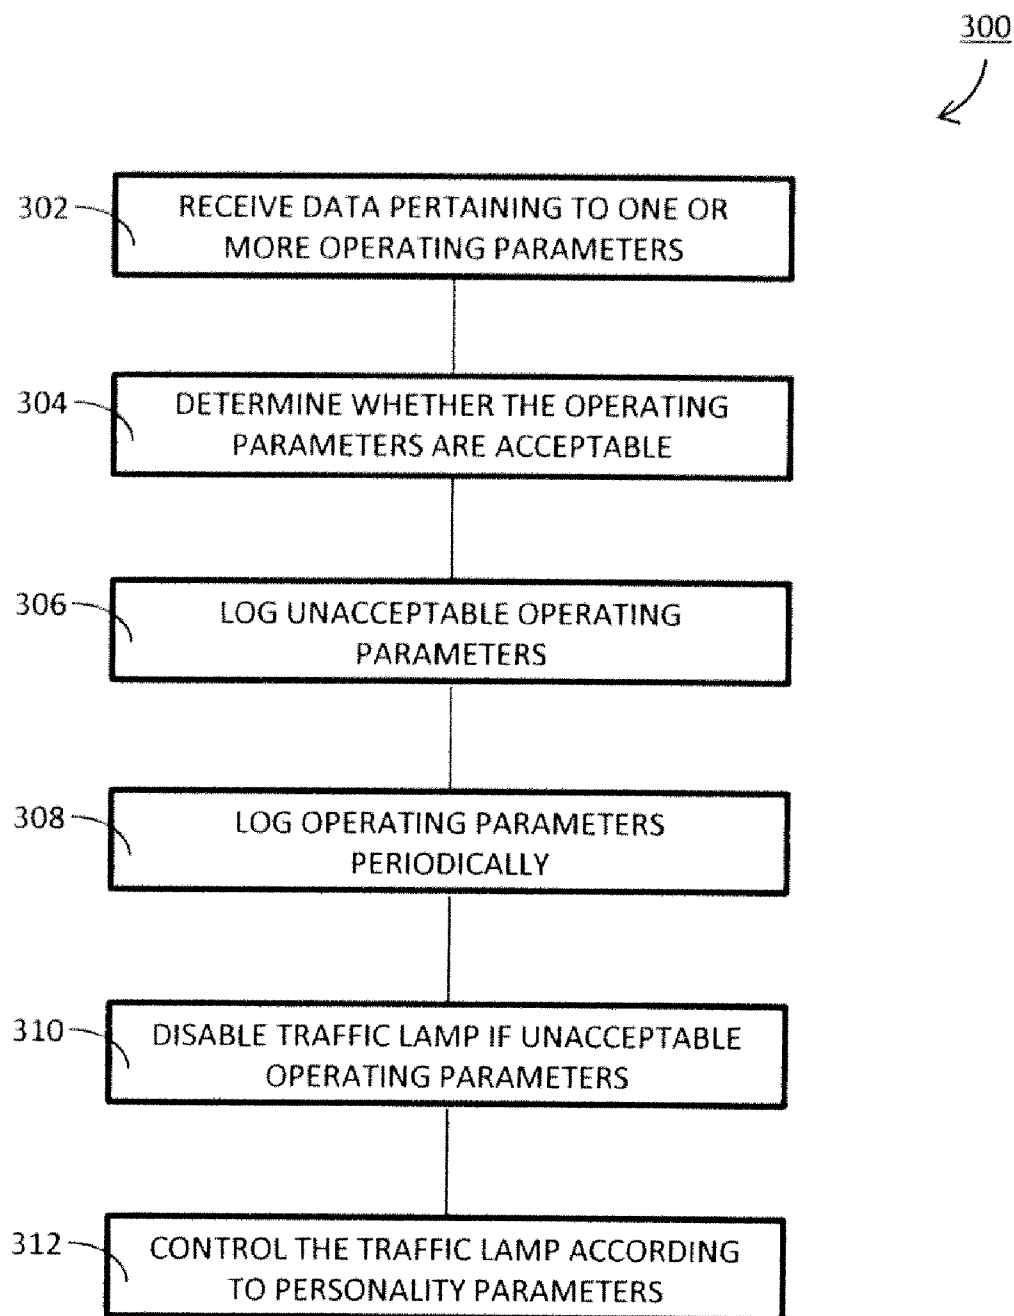 300
302
RECEIVE DATA PERTAINING TO ONE OR
MORE OPERATING PARAMETERS
304
DETERMINE WHETHER THE OPERATING
PARAMETERS ARE ACCEPTABLE
306
LOG UNACCEPTABLE OPERATING
PARAMETERS
308
LOG OPERATING PARAMETERS
PERIODICALLY
310
DISABLE TRAFFIC LAMP IF UNACCEPTABLE
OPERATING PARAMETERS
312
CONTROL THE TRAFFIC LAMP ACCORDING
TO PERSONALITY PARAMETERS